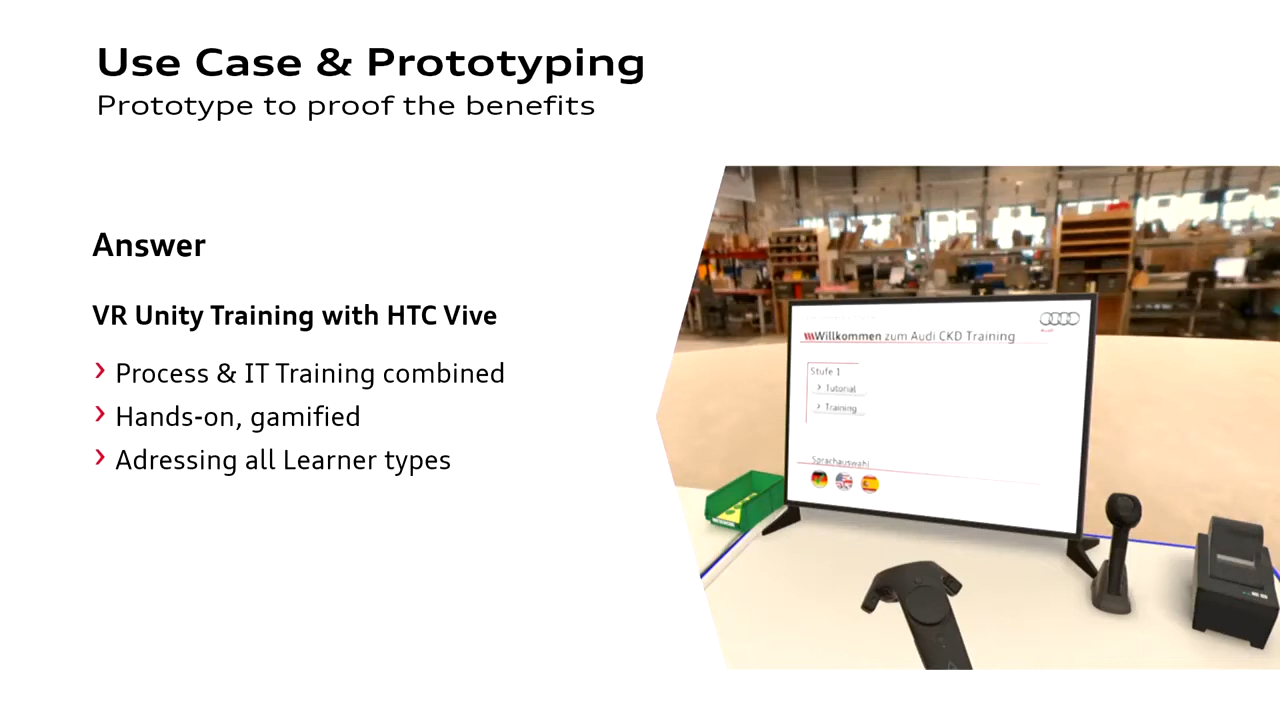 Use Case & Prototyping
Prototype to proof the benefits
Answer
VR Unity Training with HTC Vive
› Process & IT Training combined
› Hands-on, gamified
› Adressing all Learner types
Willkommen zum Audi CKD Training
Audi
Stufe 1
› Tutorial
› Training
Sprachauswahl